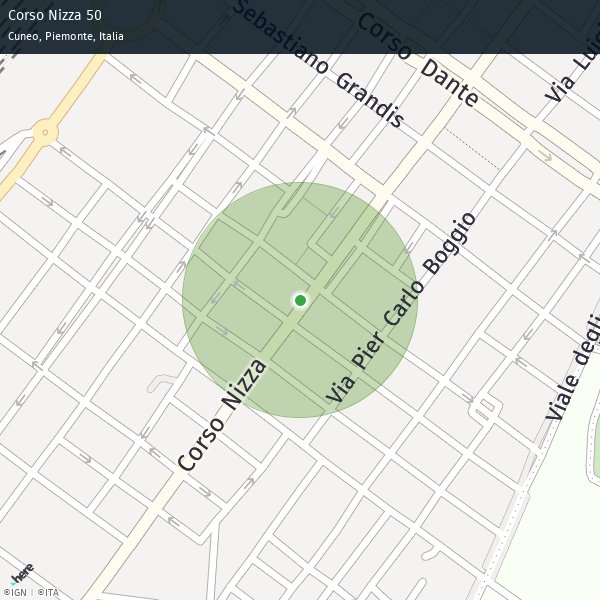 Corso Nizza 50
Cuneo, Piemonte, Italia
Sebastiano Grandis
Corso Dante
Via Luigi
Via Pier Carlo Boggio
Corso Nizza
Viale degli
here
©IGN | ©ITA